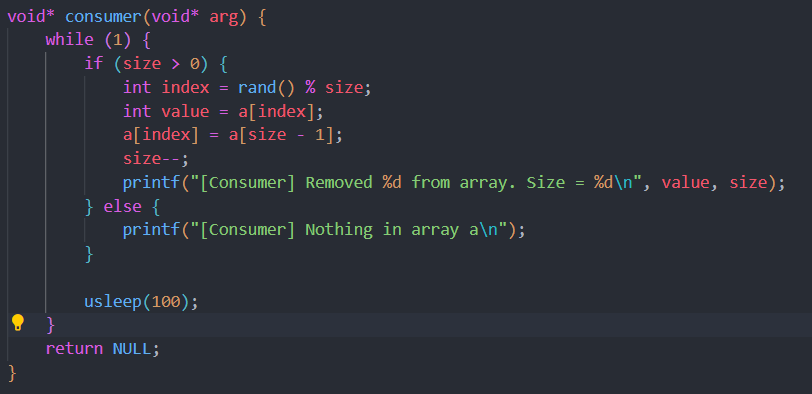 void* consumer(void* arg) {
    while (1) {
        if (size > 0) {
            int index = rand() % size;
            int value = a[index];
            a[index] = a[size - 1];
            size--;
            printf("[Consumer] Removed %d from array. Size = %d\n", value, size);
        } else {
            printf("[Consumer] Nothing in array a\n");
        }

        usleep(100);
    }
    return NULL;
}